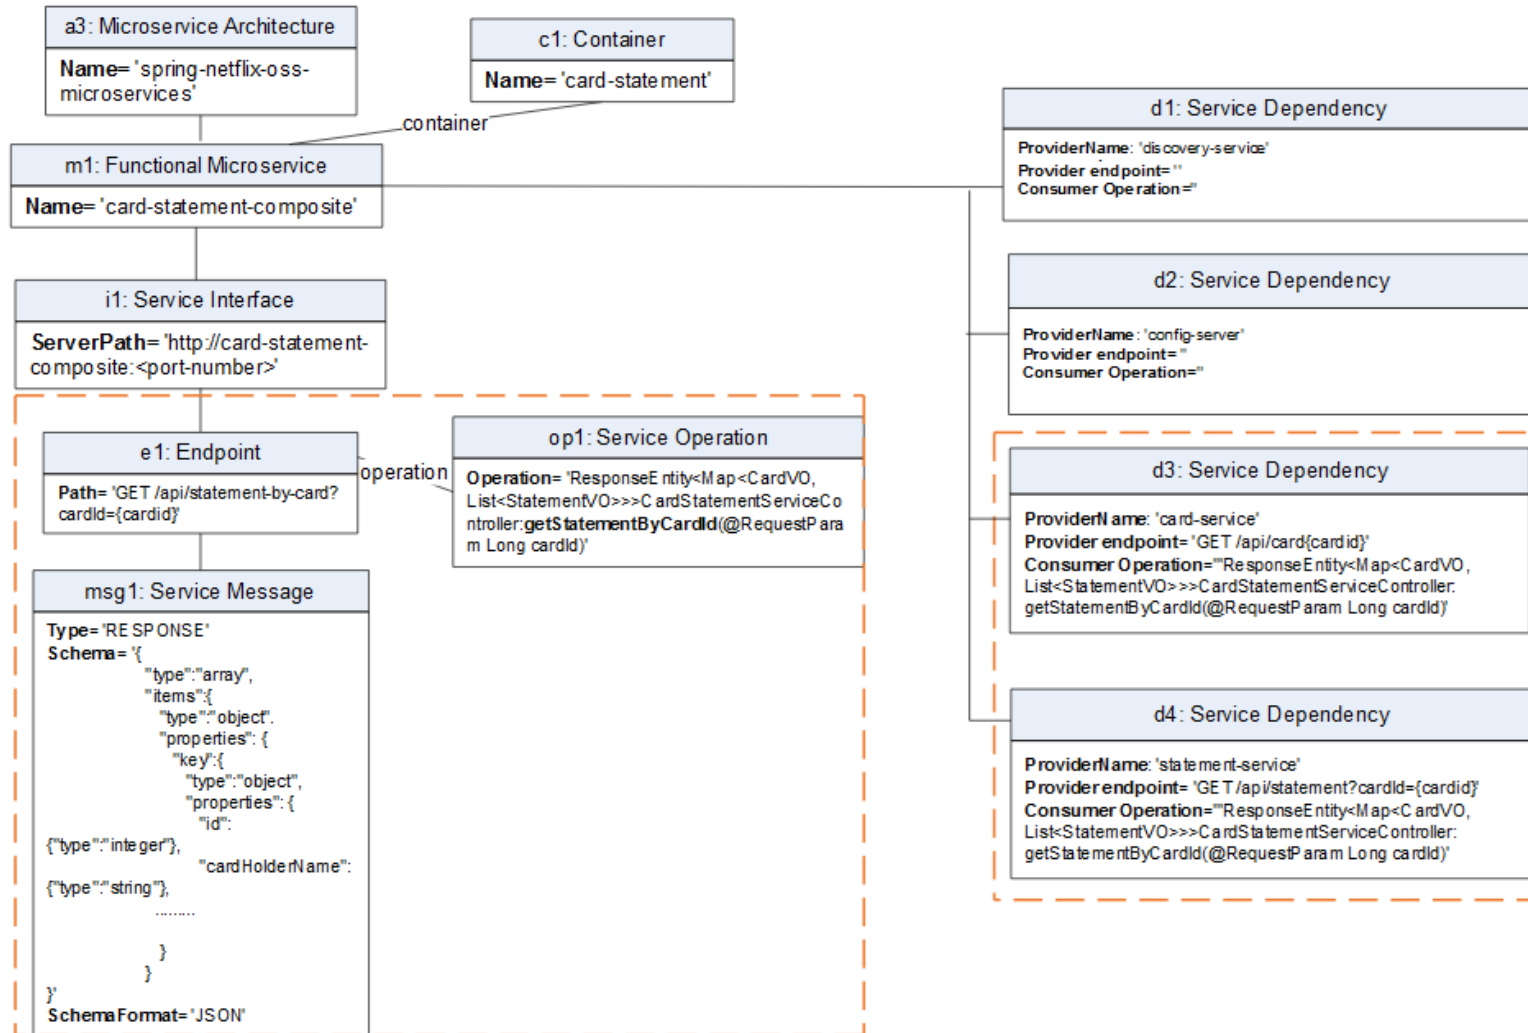 a3: Microservice Architecture
Name= 'spring-netflix-oss-
microservices'
c1: Container
Name= 'card-statement'
container
m1: Functional Microservice
Name= 'card-statement-composite'
i1: Service Interface
ServerPath= 'http://card-statement-
composite:<port-number>'
e1: Endpoint
Path= 'GET /api/statement-by-card?
cardId={cardid}'
operation
op1: Service Operation
Operation= 'ResponseEntity<Map<CardVO,
List<StatementVO>>>CardStatementServiceCo
ntroller:getStatementByCardId(@RequestPara
m Long cardId)'
msg1: Service Message
Type= 'RESPONSE'
Schema= '{
"type":"array",
"items":{
"type":"object".
"properties": {
"key":{
"type":"object",
"properties": {
"id":
{"type":"integer"},
"cardHolderName":
{"type":"string"},
.........
}
}
}'
SchemaFormat= 'JSON'
d1: Service Dependency
ProviderName: 'discovery-service'
Provider endpoint= ''
Consumer Operation=''
d2: Service Dependency
ProviderName: 'config-server'
Provider endpoint= ''
Consumer Operation=''
d3: Service Dependency
ProviderName: 'card-service'
Provider endpoint= 'GET /api/card{cardid}'
Consumer Operation='"ResponseEntity<Map<CardVO,
List<StatementVO>>>CardStatementServiceController:
getStatementByCardId(@RequestParam Long cardId)'
d4: Service Dependency
ProviderName: 'statement-service'
Provider endpoint= 'GET /api/statement?cardId={cardid}'
Consumer Operation='"ResponseEntity<Map<CardVO,
List<StatementVO>>>CardStatementServiceController:
getStatementByCardId(@RequestParam Long cardId)'